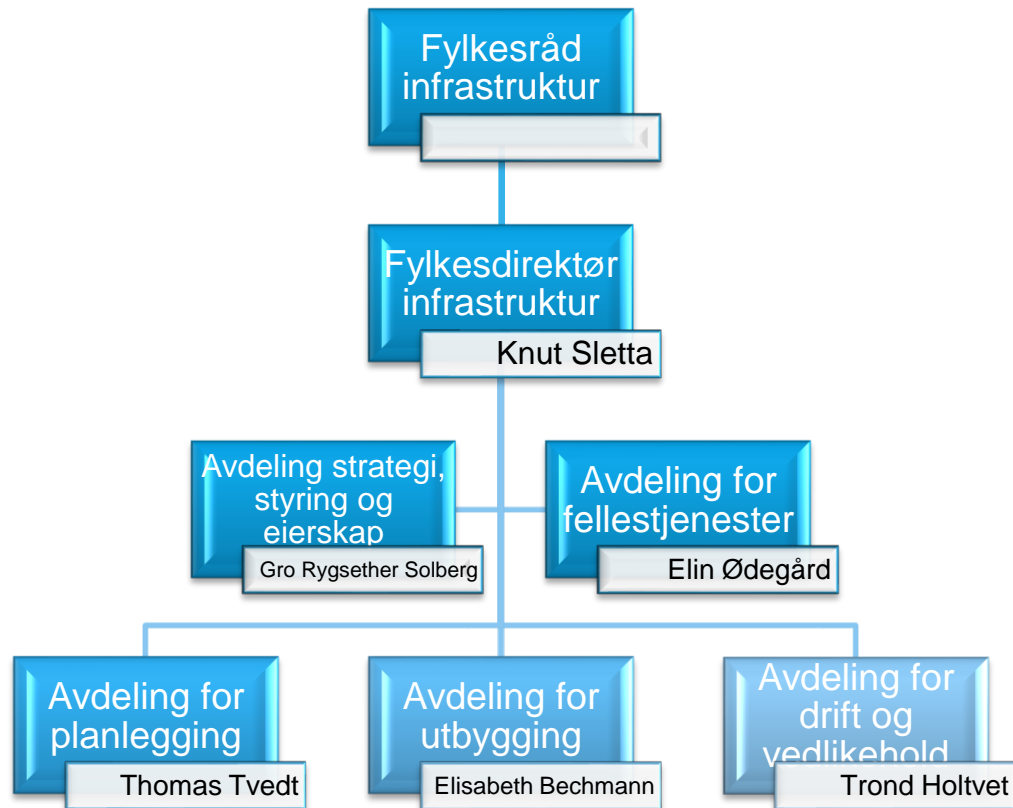 Fylkesråd
infrastruktur
Fylkesdirektør
infrastruktur
Knut Sletta
Avdeling strategi,
styring og
eierskap
Gro Rygsether Solberg
Avdeling for
fellestjenester
Elin Ødegård
Avdeling for
planlegging
Thomas Tvedt
Avdeling for
utbygging
Elisabeth Bechmann
Avdeling for
drift og
vedlikehold
Trond Holtvet